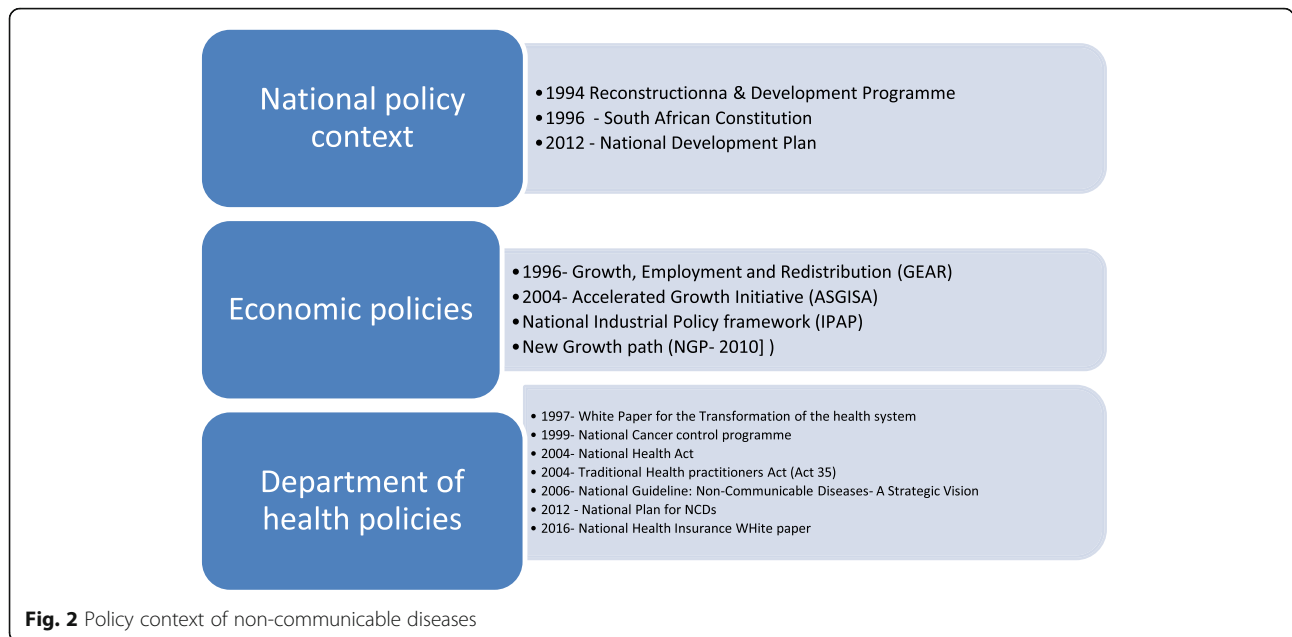 National policy
context
•1994 Reconstructionna & Development Programme
•1996 - South African Constitution
•2012 - National Development Plan
Economic policies
•1996- Growth, Employment and Redistribution (GEAR)
•2004- Accelerated Growth Initiative (ASGISA)
•National Industrial Policy framework (IPAP)
•New Growth path (NGP- 2010] )
Department of
health policies
• 1997- White Paper for the Transformation of the health system
• 1999- National Cancer control programme
• 2004- National Health Act
• 2004- Traditional Health practitioners Act (Act 35)
• 2006- National Guideline: Non-Communicable Diseases- A Strategic Vision
• 2012 - National Plan for NCDs
• 2016- National Health Insurance WHite paper
Fig. 2 Policy context of non-communicable diseases